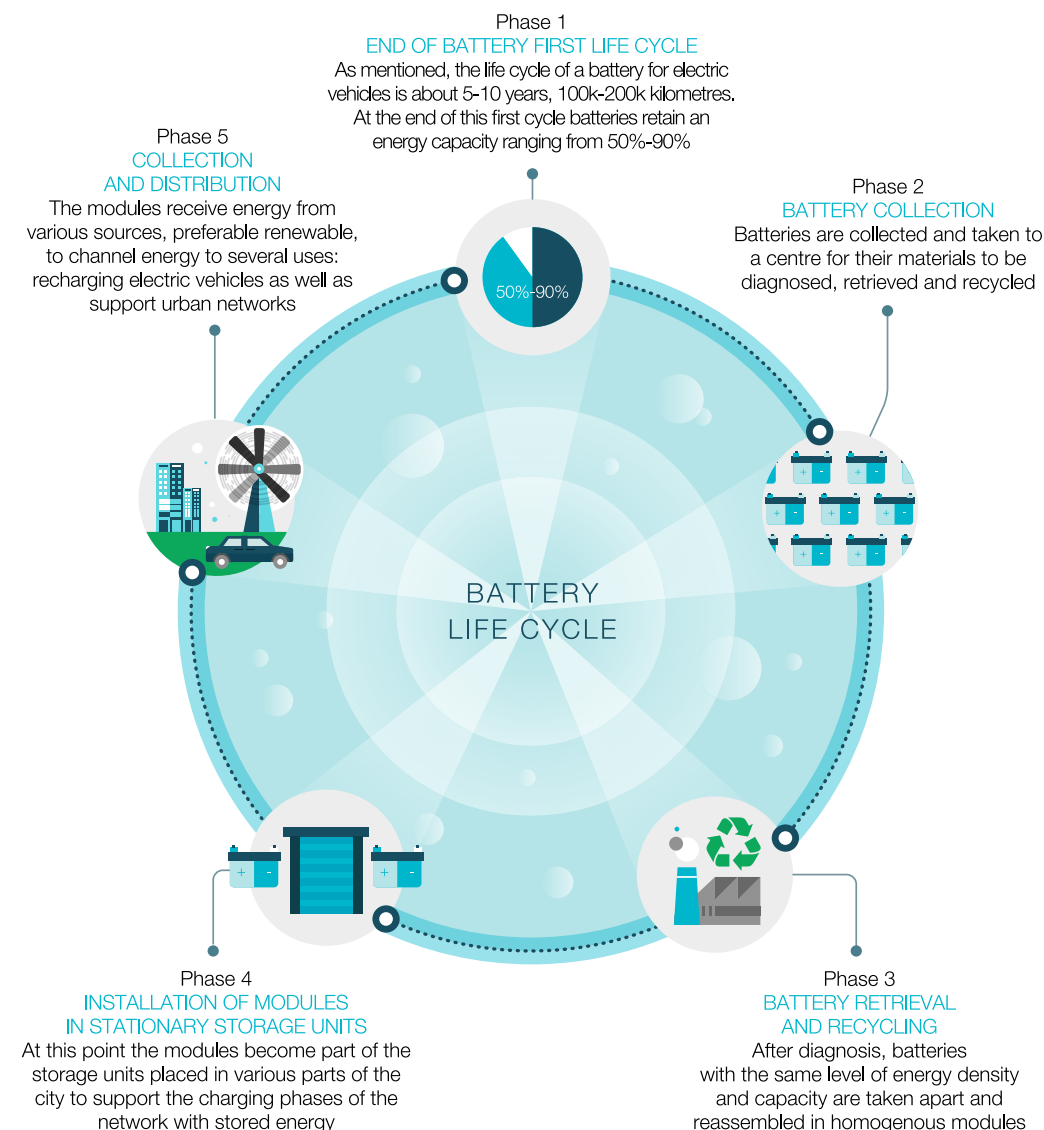 Phase 1
END OF BATTERY FIRST LIFE CYCLE
As mentioned, the life cycle of a battery for electric
vehicles is about 5-10 years, 100k-200k kilometres.
At the end of this first cycle batteries retain an
energy capacity ranging from 50%-90%
50%-90%
Phase 2
BATTERY COLLECTION
Batteries are collected and taken to
a centre for their materials to be
diagnosed, retrieved and recycled
Phase 3
BATTERY RETRIEVAL
AND RECYCLING
After diagnosis, batteries
with the same level of energy density
and capacity are taken apart and
reassembled in homogenous modules
Phase 4
INSTALLATION OF MODULES
IN STATIONARY STORAGE UNITS
At this point the modules become part of the
storage units placed in various parts of the
city to support the charging phases of the
network with stored energy
Phase 5
COLLECTION
AND DISTRIBUTION
The modules receive energy from
various sources, preferable renewable,
to channel energy to several uses:
recharging electric vehicles as well as
support urban networks
BATTERY
LIFE CYCLE